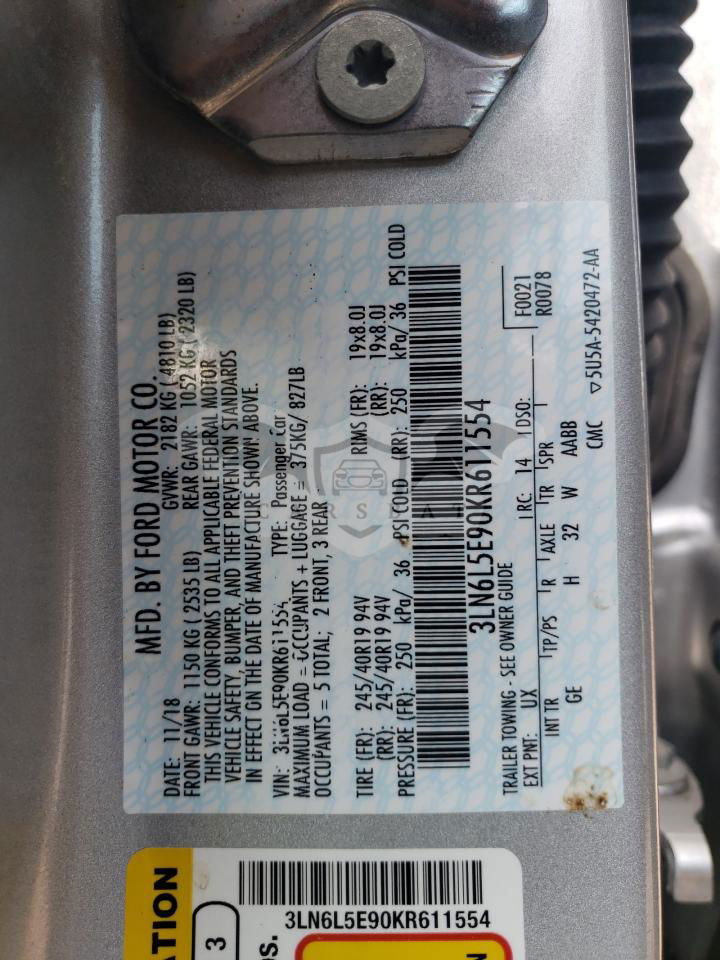 MFD. BY FORD MOTOR CO.
DATE: 11/18 GVWR: 2182 KG ( 4810 LB)
FRONT GAWR: 1150 KG ( 2535 LB) REAR GAWR: 1052 KG ( 2320 LB)
THIS VEHICLE CONFORMS TO ALL APPLICABLE FEDERAL MOTOR
VEHICLE SAFETY, BUMPER, AND THEFT PREVENTION STANDARDS
IN EFFECT ON THE DATE OF MANUFACTURE SHOWN ABOVE.
VIN: 3LN6L5E90KR611554 TYPE: Passenger Car
MAXIMUM LOAD = OCCUPANTS + LUGGAGE = 375KG/ 827LB
OCCUPANTS = 5 TOTAL; 2 FRONT, 3 REAR
TIRE (FR): 245/40R19 94V RIMS (FR): 19x8.0J
(RR): 245/40R19 94V (RR): 19x8.0J
PRESSURE (FR): 250 kPa/ 36 PSI COLD (RR): 250 kPa/ 36 PSI COLD
3LN6L5E90KR611554
TRAILER TOWING - SEE OWNER GUIDE
EXT PNT: UX RC: 14 DSO: F0021
R0078
INT TR TP/PS R AXLE TR SPR
GE H 32 W AABB
CMC ▽5U5A-5420472-AA
3LN6L5E90KR611554
3